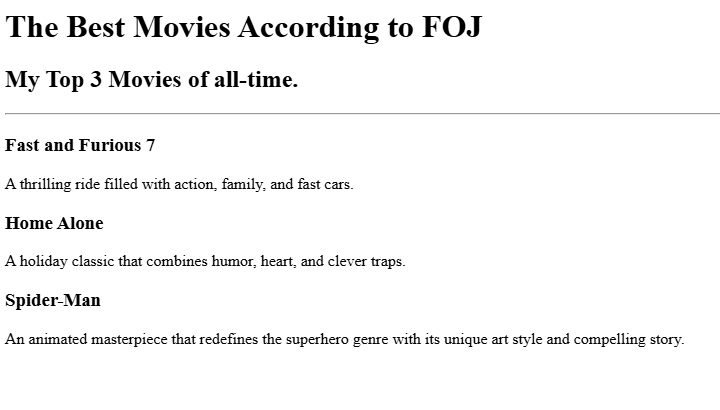 The Best Movies According to FOJ
My Top 3 Movies of all-time.
Fast and Furious 7
A thrilling ride filled with action, family, and fast cars.
Home Alone
A holiday classic that combines humor, heart, and clever traps.
Spider-Man
An animated masterpiece that redefines the superhero genre with its unique art style and compelling story.